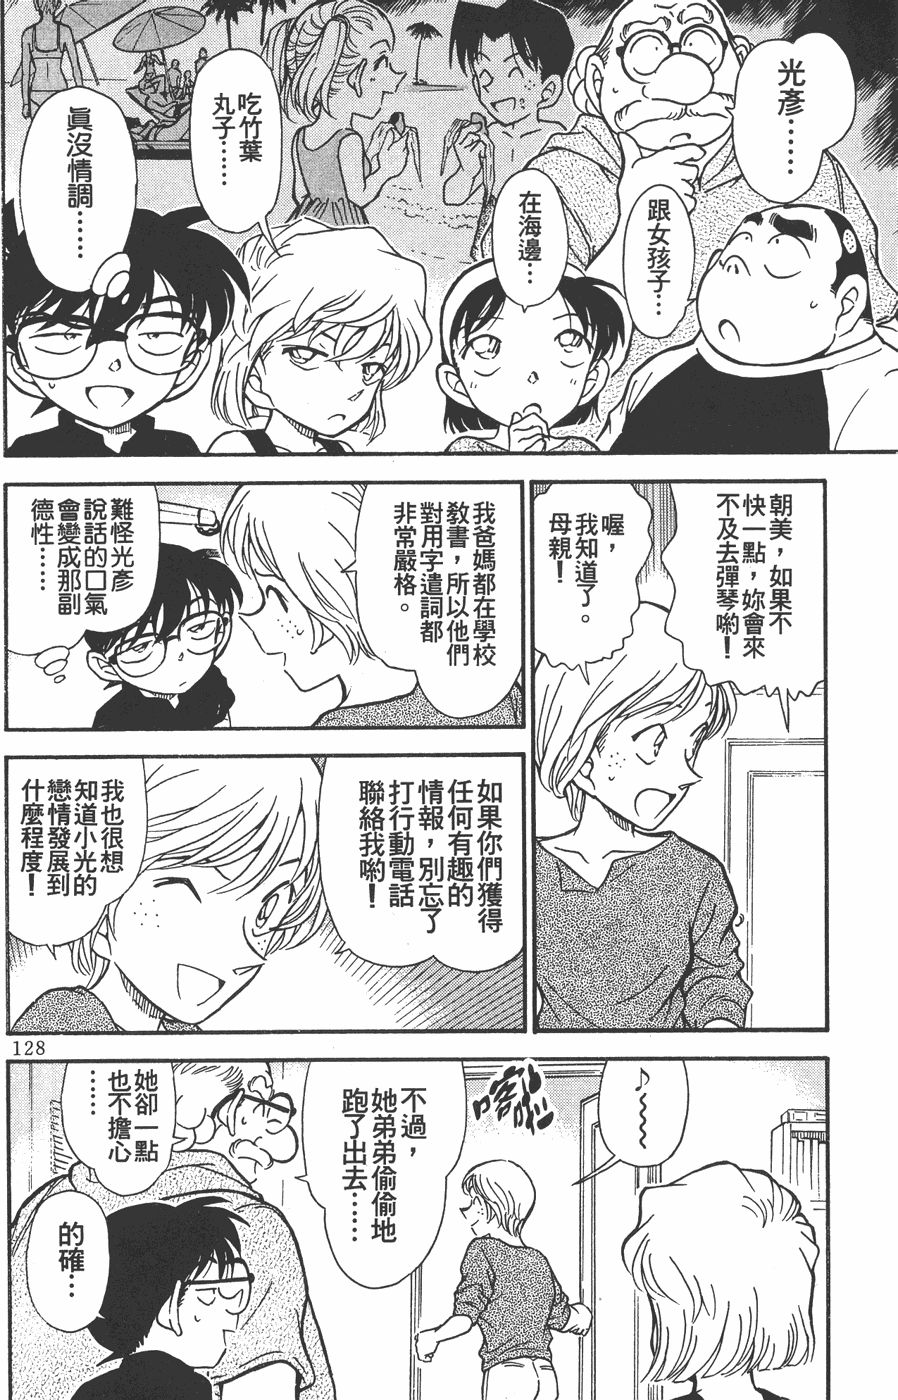 光彥……
跟女孩子…
在海邊…
吃竹葉
丸子……
眞沒情調……
朝美，如果不
快一點，妳會來
不及去彈琴喲！
喔，
我知道了。
母親！
我爸媽都在學校
教書，所以他們
對用字遣詞都
非常嚴格。
難怪光彥
說話的口氣
會變成那副
德性……
如果你們獲得
任何有趣的
情報，別忘了
打行動電話
聯絡我喲！
我也很想
知道小光的
戀情發展到
什麼程度！
128
♪～
喀啦
不過，
她弟弟偷偷地
跑了出去……
她卻一點
也不擔心
……
的確…